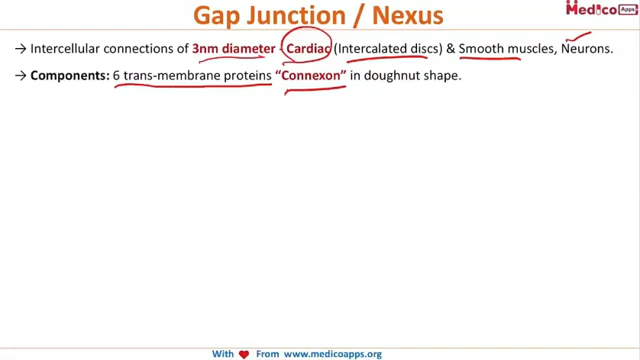 Gap Junction / Nexus
Medico Apps
→ Intercellular connections of 3nm diameter - Cardiac (Intercalated discs) & Smooth muscles, Neurons.
→ Components: 6 trans-membrane proteins "Connexon" in doughnut shape.
With ♥ From www.medicoapps.org